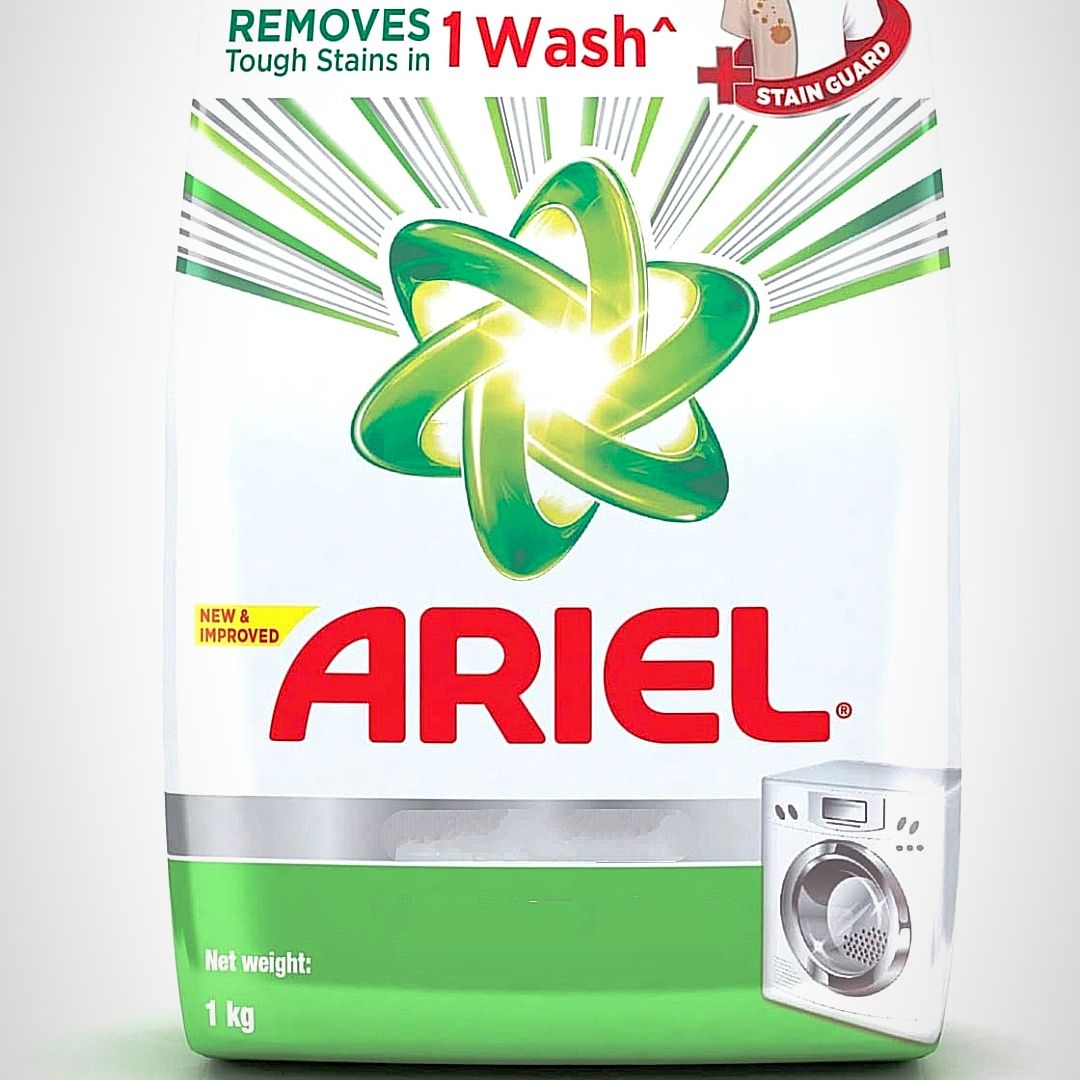 REMOVES
Tough Stains in
1 Wash^
STAIN GUARD
NEW &
IMPROVED
ARIEL®
Net weight:
1 kg